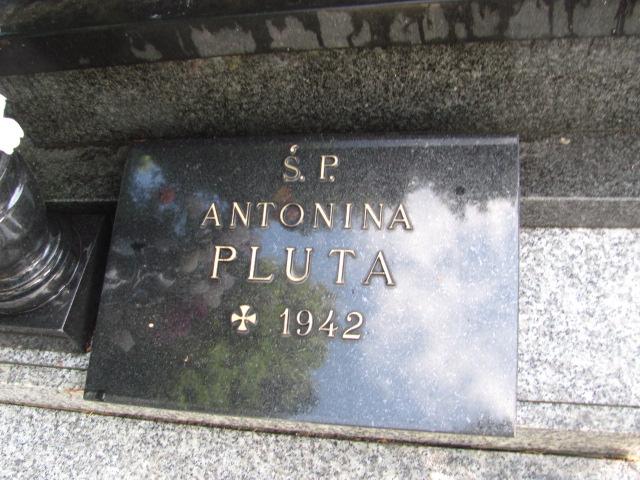 Ś. P.
ANTONINA
PLUTA
✠ 1942